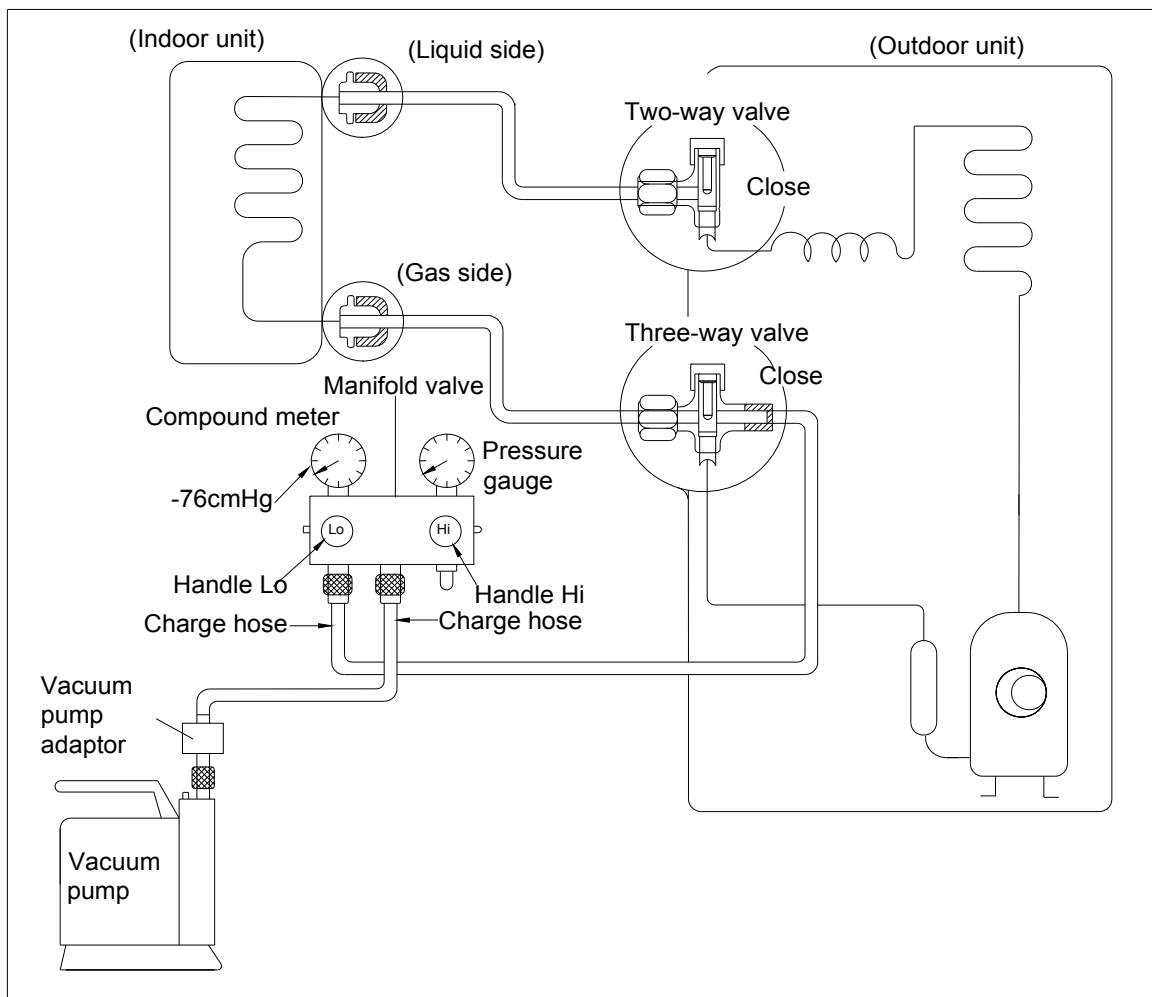 (Indoor unit)
(Liquid side)
(Outdoor unit)
Two-way valve
Close
(Gas side)
Three-way valve
Close
Manifold valve
Compound meter
Pressure
gauge
-76cmHg
Lo
Hi
Handle Lo
Handle Hi
Charge hose
Charge hose
Vacuum
pump
adaptor
Vacuum
pump